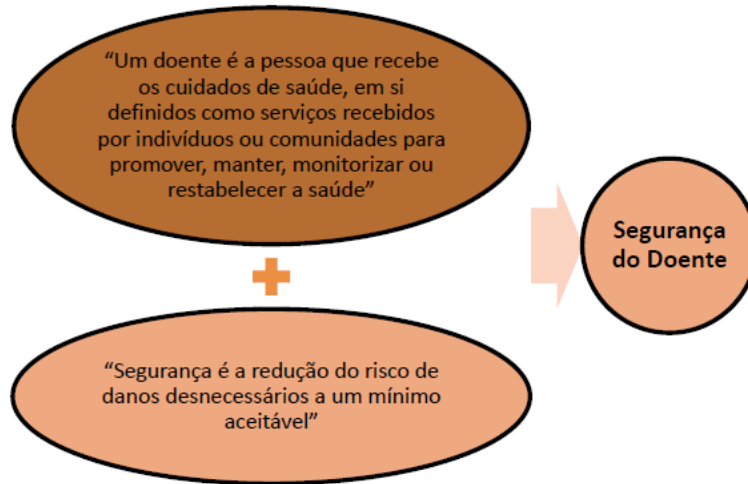 “Um doente é a pessoa que recebe
os cuidados de saúde, em si
definidos como serviços recebidos
por indivíduos ou comunidades para
promover, manter, monitorizar ou
restabelecer a saúde”
Segurança
do Doente
“Segurança é a redução do risco de
danos desnecessários a um mínimo
aceitável”